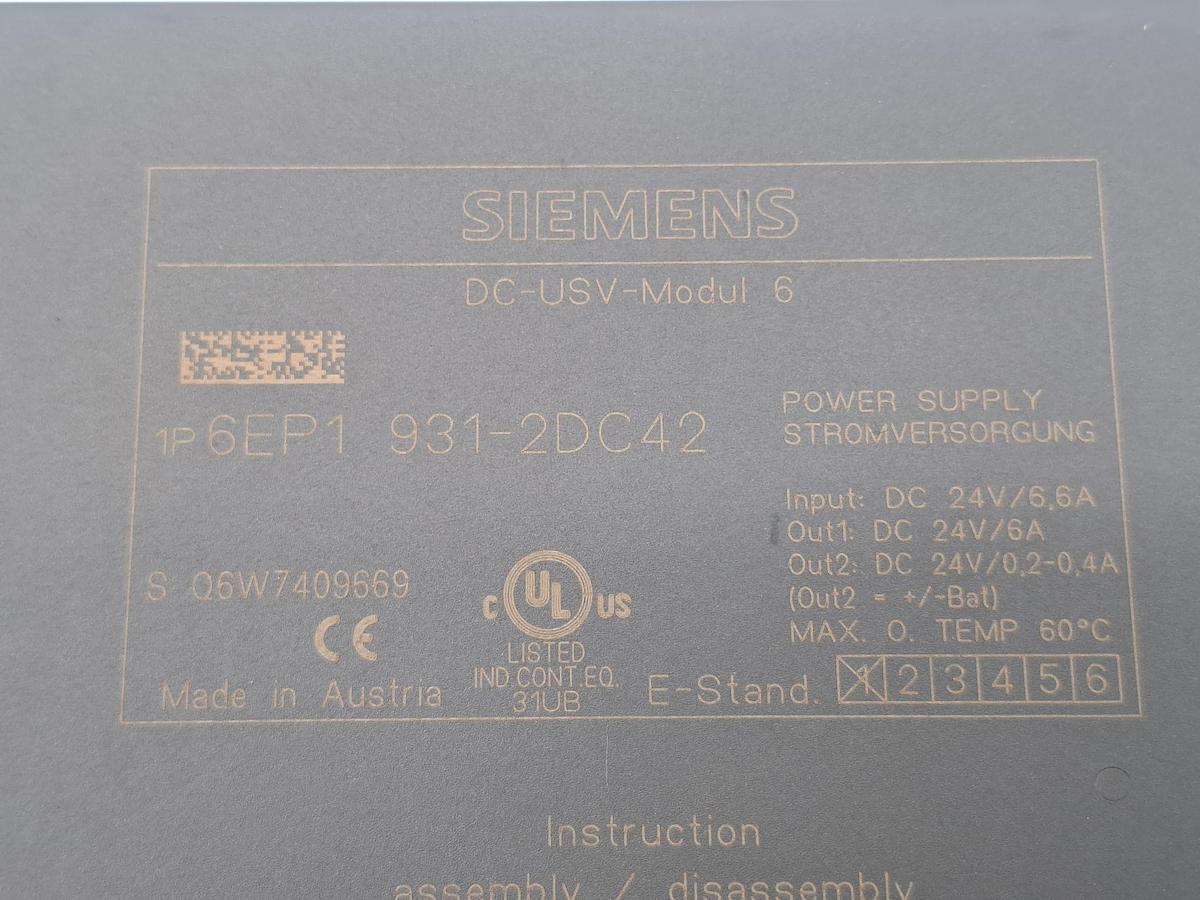 SIEMENS
DC-USV-Modul 6
1P 6EP1 931-2DC42
POWER SUPPLY
STROMVERSORGUNG
Input: DC 24V/6,6A
Out1: DC 24V/6A
Out2: DC 24V/0,2-0,4A
(Out2 = +/-Bat)
MAX. O. TEMP 60°C
S Q6W7409669
CE
c UL US
LISTED
IND.CONT.EQ.
31UB
Made in Austria
E-Stand. 1 2 3 4 5 6
Instruction
assembly / disassembly